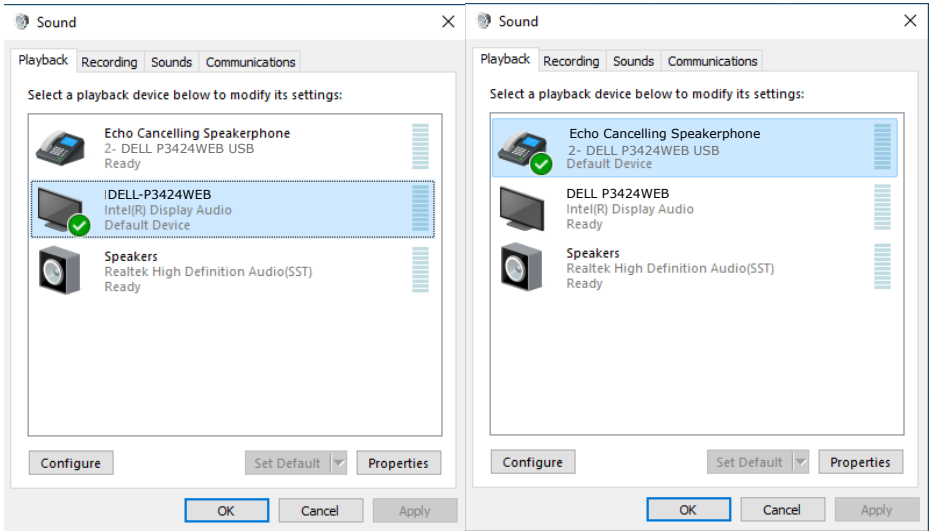 Sound
Playback Recording Sounds Communications
Select a playback device below to modify its settings:
Echo Cancelling Speakerphone
2- DELL P3424WEB USB
Ready
DELL-P3424WEB
Intel(R) Display Audio
Default Device
Speakers
Realtek High Definition Audio(SST)
Ready
Configure Set Default Properties
OK Cancel Apply
Sound
Playback Recording Sounds Communications
Select a playback device below to modify its settings:
Echo Cancelling Speakerphone
2- DELL P3424WEB USB
Default Device
DELL P3424WEB
Intel(R) Display Audio
Ready
Speakers
Realtek High Definition Audio(SST)
Ready
Configure Set Default Properties
OK Cancel Apply